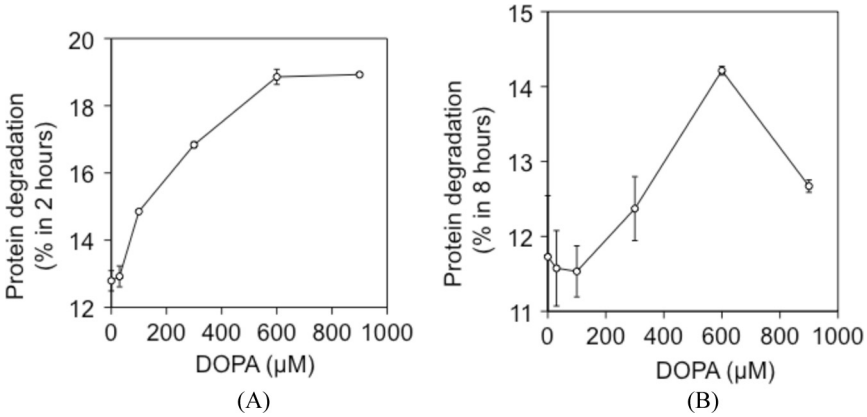 Protein degradation
(% in 2 hours)
20
18
16
14
12
0 200 400 600 800 1000
DOPA (µM)
(A)
Protein degradation
(% in 8 hours)
15
14
13
12
11
0 200 400 600 800 1000
DOPA (µM)
(B)